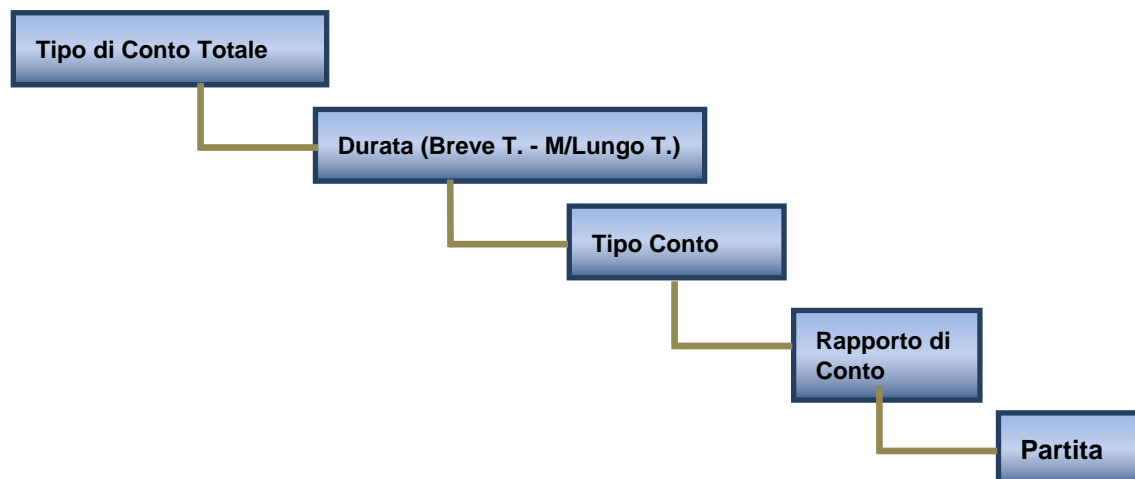 Tipo di Conto Totale
Durata (Breve T. - M/Lungo T.)
Tipo Conto
Rapporto di
Conto
Partita